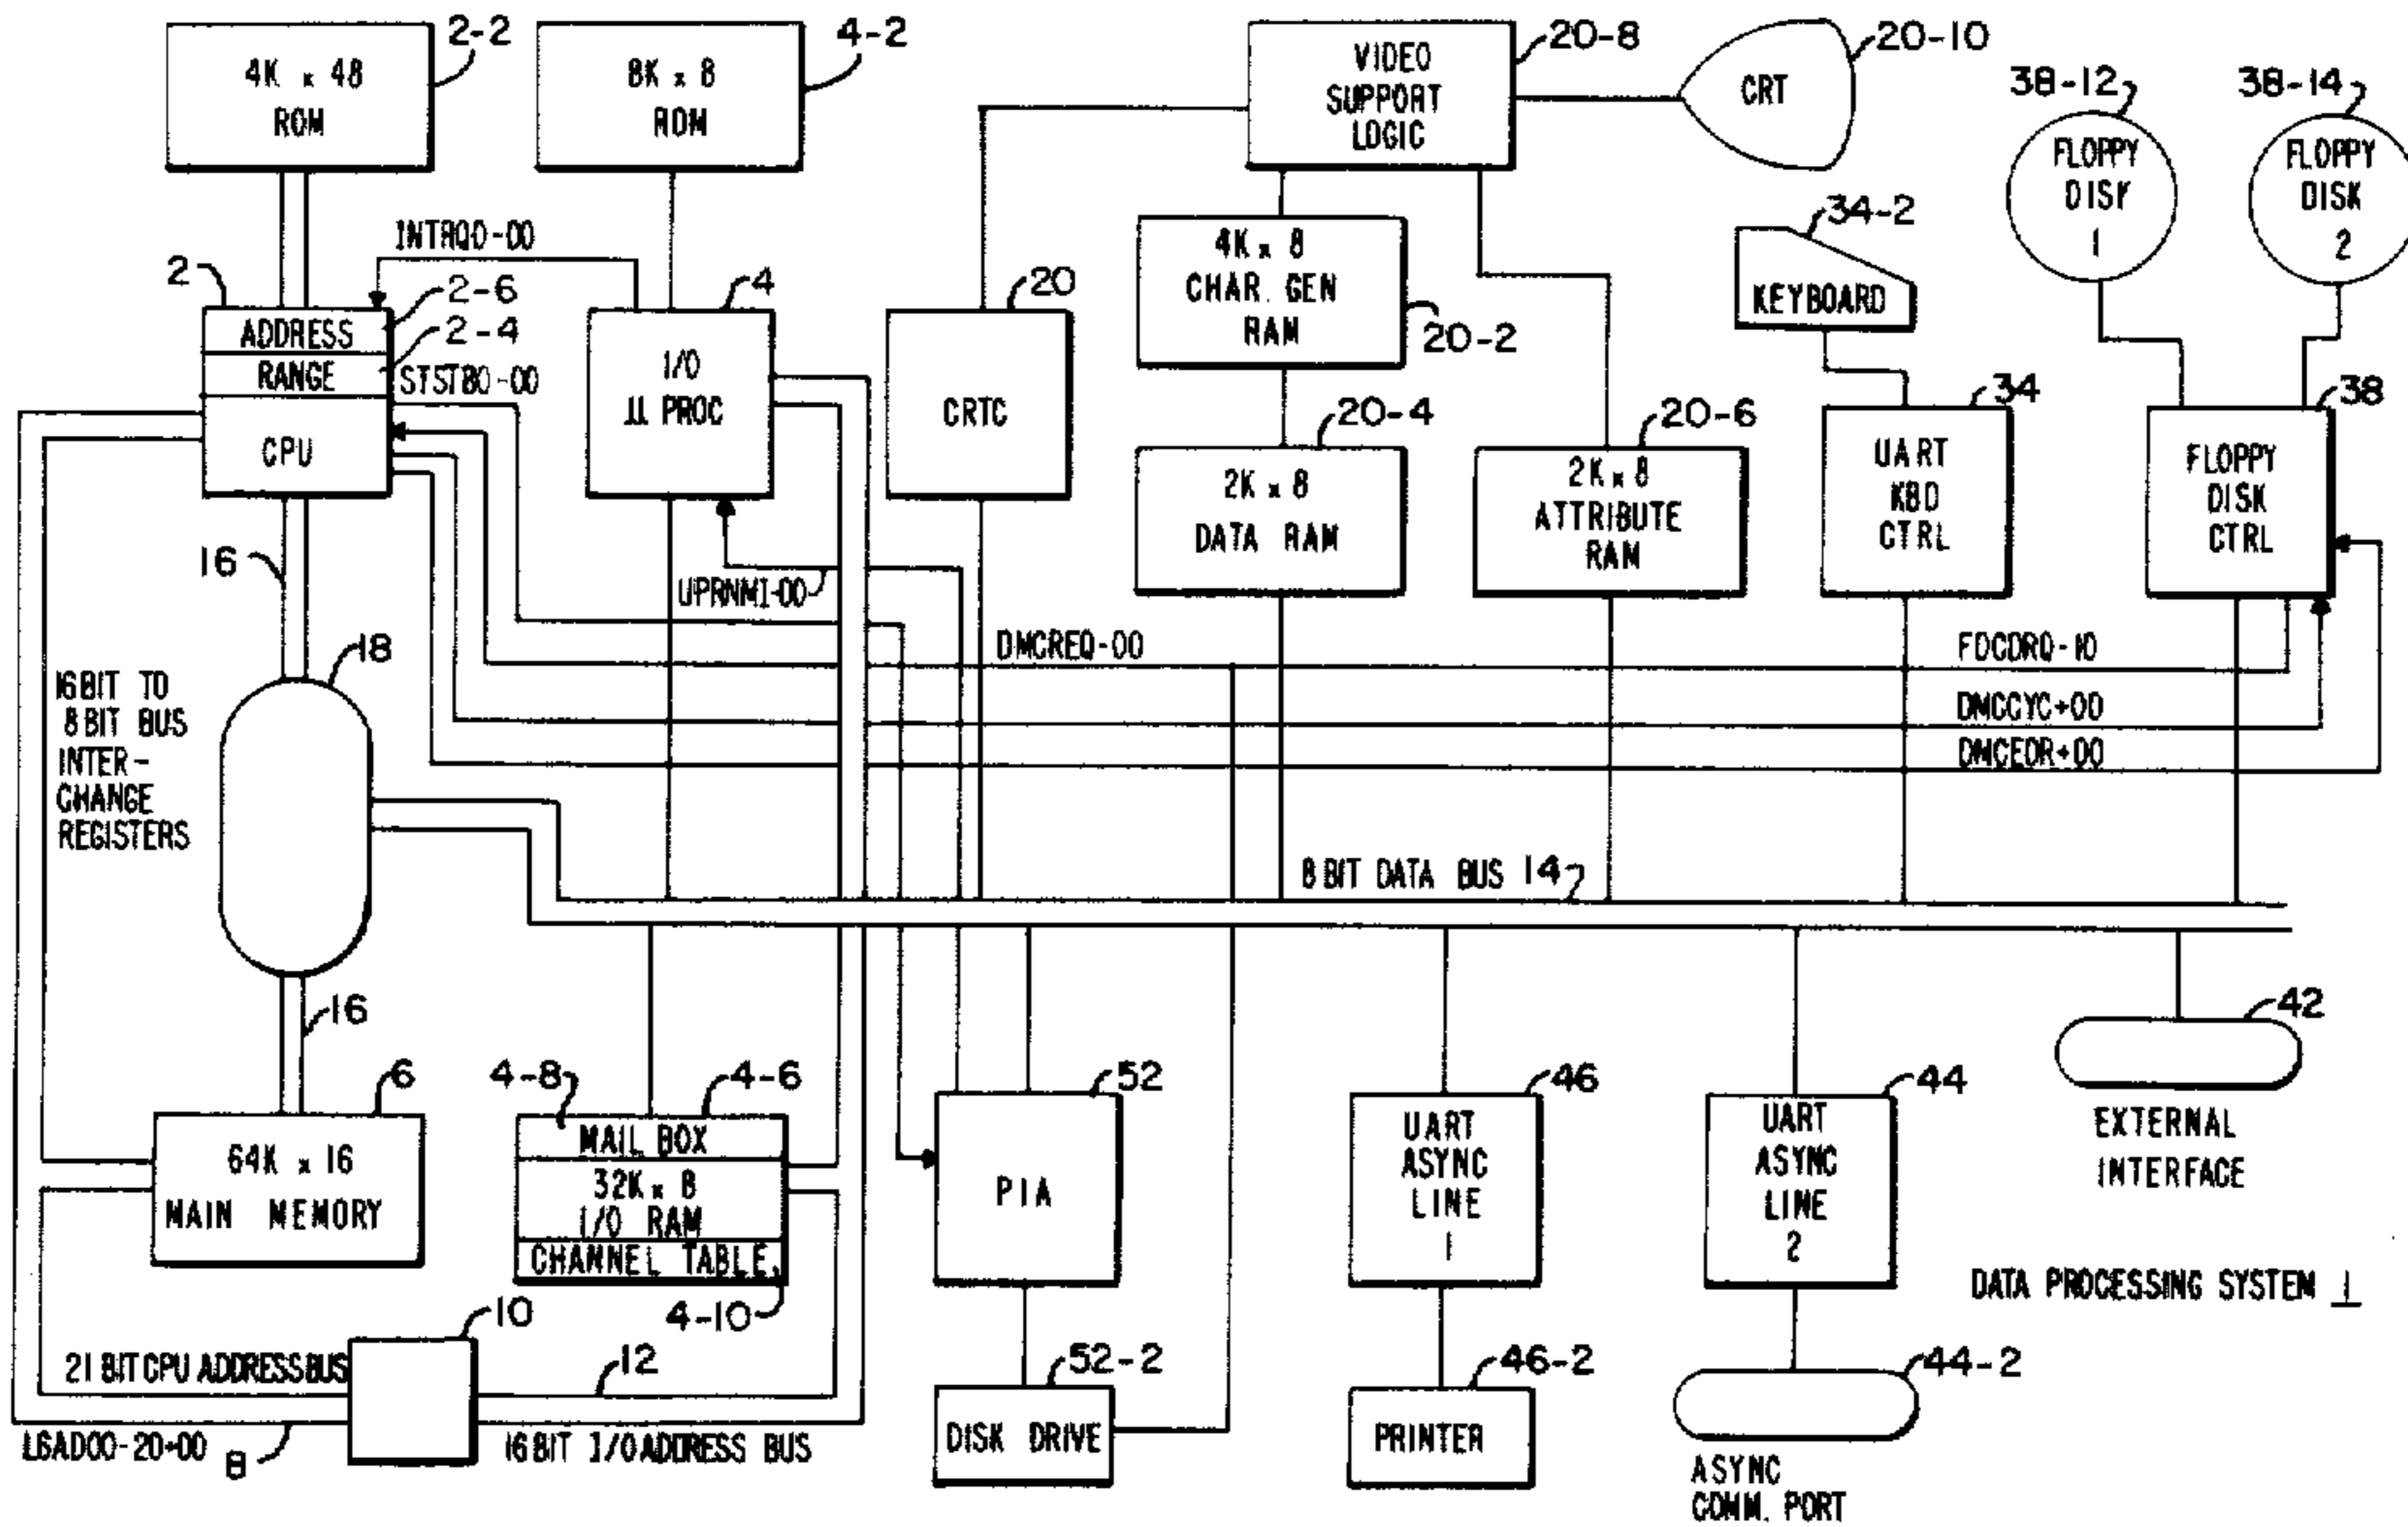 2-2
4K x 48
ROM
4-2
8K x 8
ROM
VIDEO
SUPPORT
LOGIC
20-8
CRT
20-10
38-12
FLOPPY
DISK
1
38-14
FLOPPY
DISK
2
INTRQ0-00
2
2-6
ADDRESS
2-4
RANGE
STSTB0-00
CPU
4
I/O
μ PROC
20
CRTC
4K x 8
CHAR. GEN
RAM
20-2
34-2
KEYBOARD
20-4
2K x 8
DATA RAM
20-6
2K x 8
ATTRIBUTE
RAM
34
UART
KBD
CTRL
38
FLOPPY
DISK
CTRL
16
UPRNMI-00
DMCREQ-00
FDCDRQ-10
18
16 BIT TO
8 BIT BUS
INTER-
CHANGE
REGISTERS
DMCCYC+00
DMCEOR+00
8 BIT DATA BUS 14
16
6
64K x 16
MAIN MEMORY
4-8
4-6
MAIL BOX
32K x 8
I/O RAM
CHANNEL TABLE
4-10
52
PIA
46
UART
ASYNC
LINE
1
44
UART
ASYNC
LINE
2
42
EXTERNAL
INTERFACE
DATA PROCESSING SYSTEM 1
10
21 BIT CPU ADDRESS BUS
12
LSAD00-20+00
8
16 BIT I/O ADDRESS BUS
52-2
DISK DRIVE
46-2
PRINTER
44-2
ASYNC
COMM. PORT